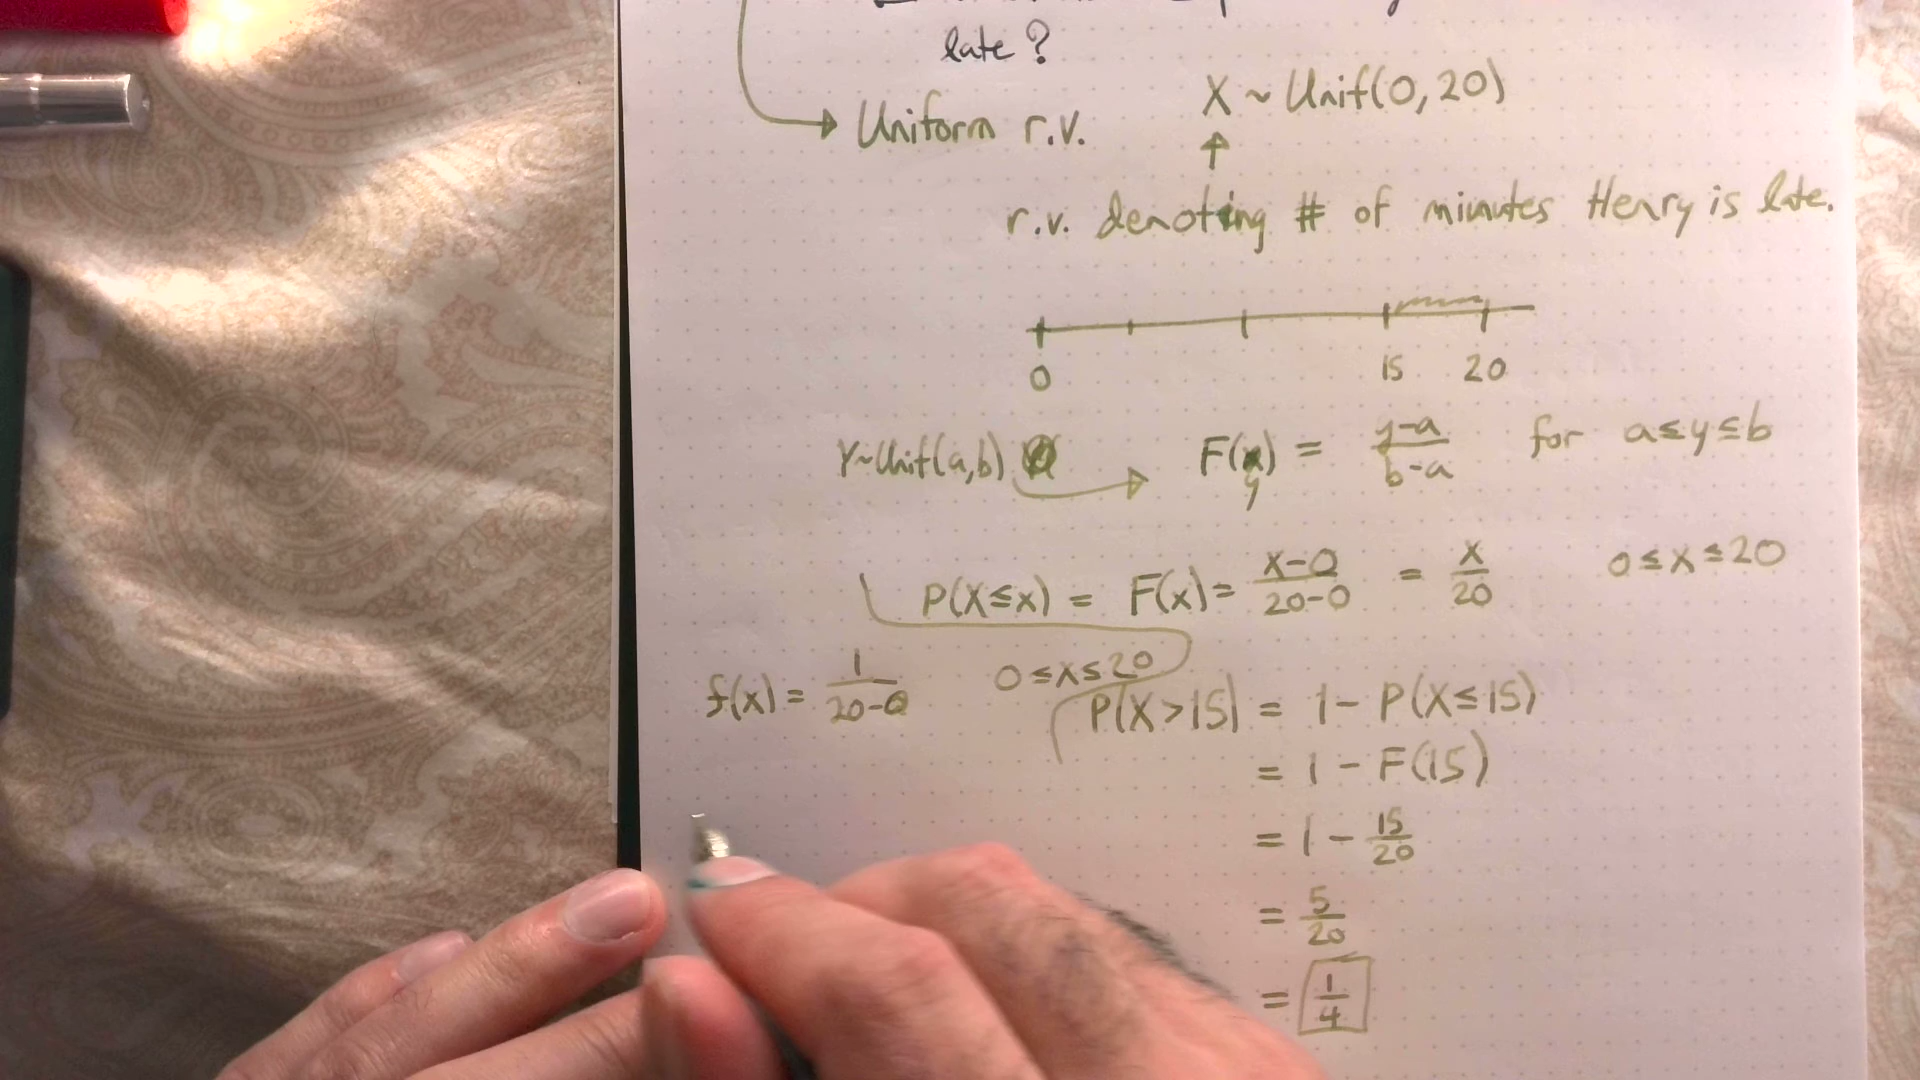 late?
X ~ Unif(0, 20)
Uniform r.v.
r.v. denoting # of minutes Henry is late.
0 15 20
Y~Unif(a,b) F(y) = y-a / b-a for a≤y≤b
P(X≤x) = F(x) = x-0 / 20-0 = x/20 0≤x≤20
f(x) = 1 / 20-0 0≤x≤20
P(X>15) = 1 - P(X≤15)
= 1 - F(15)
= 1 - 15/20
= 5/20
= 1/4